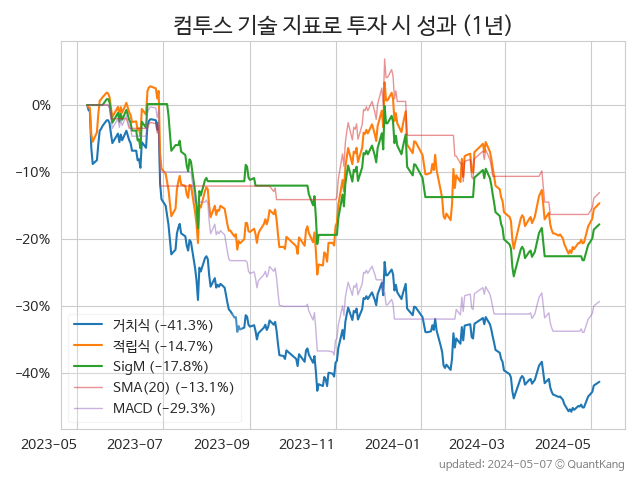 컴투스 기술 지표로 투자 시 성과 (1년)
0%
−10%
−20%
−30%
−40%
거치식 (−41.3%)
적립식 (−14.7%)
SigM (−17.8%)
SMA(20) (−13.1%)
MACD (−29.3%)
2023-05 2023-07 2023-09 2023-11 2024-01 2024-03 2024-05
updated: 2024-05-07 © QuantKang